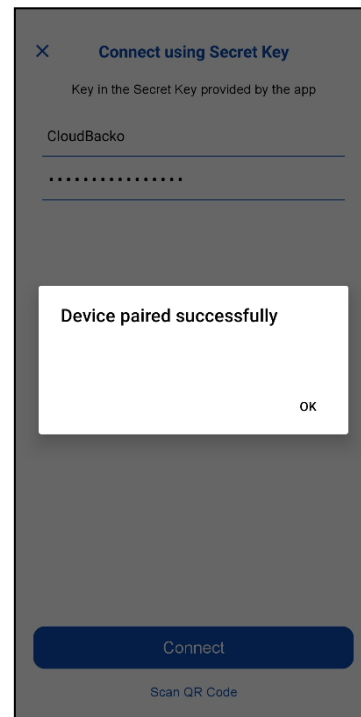 Connect using Secret Key
Key in the Secret Key provided by the app
CloudBacko
................
Device paired successfully
OK
Connect
Scan QR Code